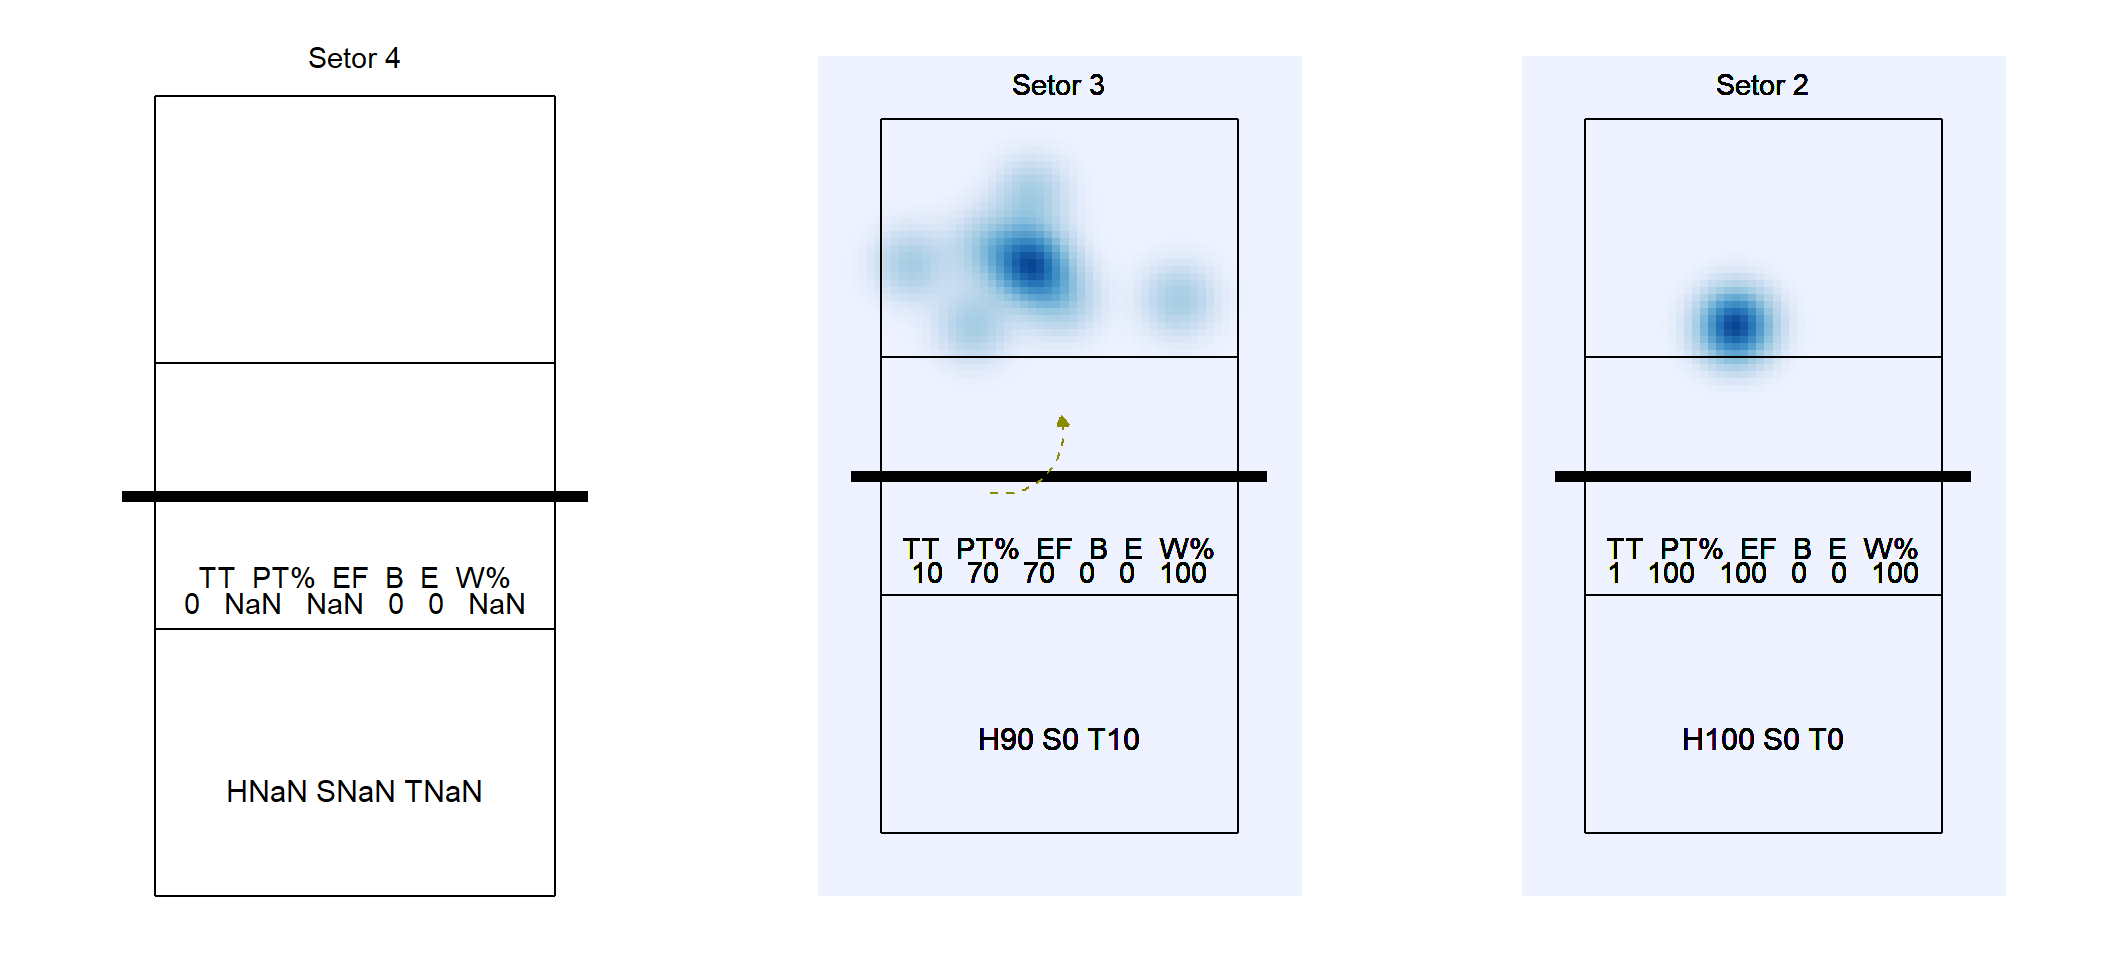 Setor 4
TT PT% EF B E W%
0 NaN NaN 0 0 NaN
HNaN SNaN TNaN
Setor 3
TT PT% EF B E W%
10 70 70 0 0 100
H90 S0 T10
Setor 2
TT PT% EF B E W%
1 100 100 0 0 100
H100 S0 T0